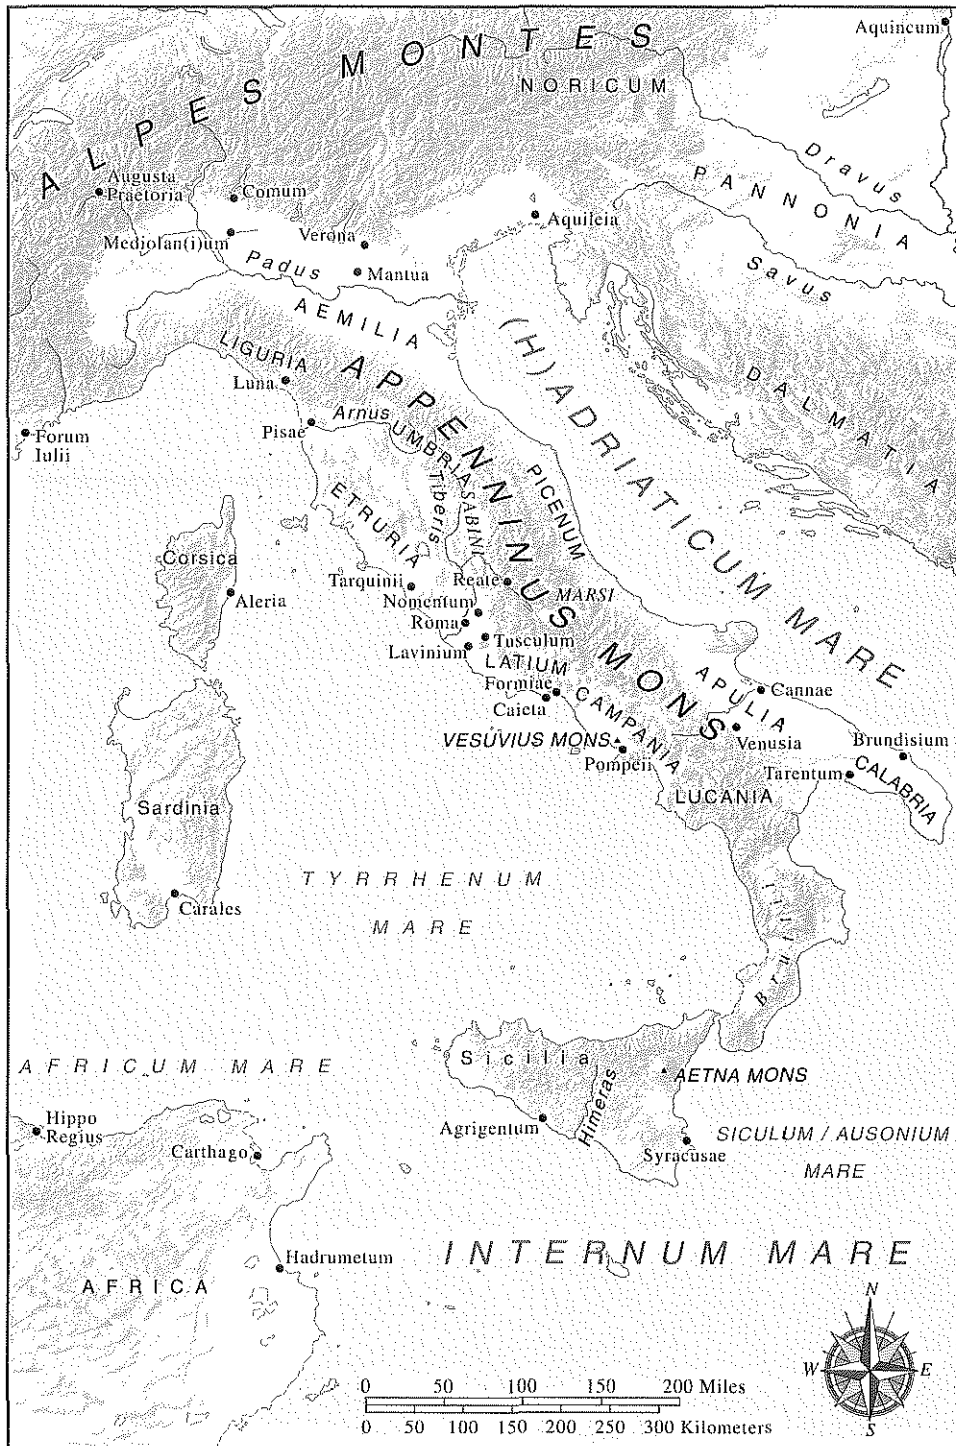 Aquincum
ALPES MONTES
NORICUM
Dravus
PANNONIA
Savus
Augusta
Praetoria
Comum
Mediolan(i)um
Verona
Aquileia
Padus
Mantua
AEMILIA
LIGURIA
Luna
(H)ADRIATICUM MARE
DALMATIA
APPENNINUS MONS
Arnus
Pisae
UMBRIA
Forum
Iulii
PICENUM
Tiberis
SABINI
ETRURIA
Corsica
Aleria
Tarquinii
Reate
MARSI
Nomentum
Roma
Tusculum
Lavinium
LATIUM
Formiae
Caieta
CAMPANIA
APULIA
Cannae
VESUVIUS MONS
Pompeii
Venusia
Brundisium
Tarentum
CALABRIA
LUCANIA
Sardinia
Carales
TYRRHENUM
MARE
Bruttii
AFRICUM MARE
Sicilia
Himeras
AETNA MONS
Hippo
Regius
Carthago
Agrigentum
Syracusae
SICULUM / AUSONIUM
MARE
INTERNUM MARE
Hadrumetum
AFRICA
N
W E
S
0 50 100 150 200 Miles
0 50 100 150 200 250 300 Kilometers